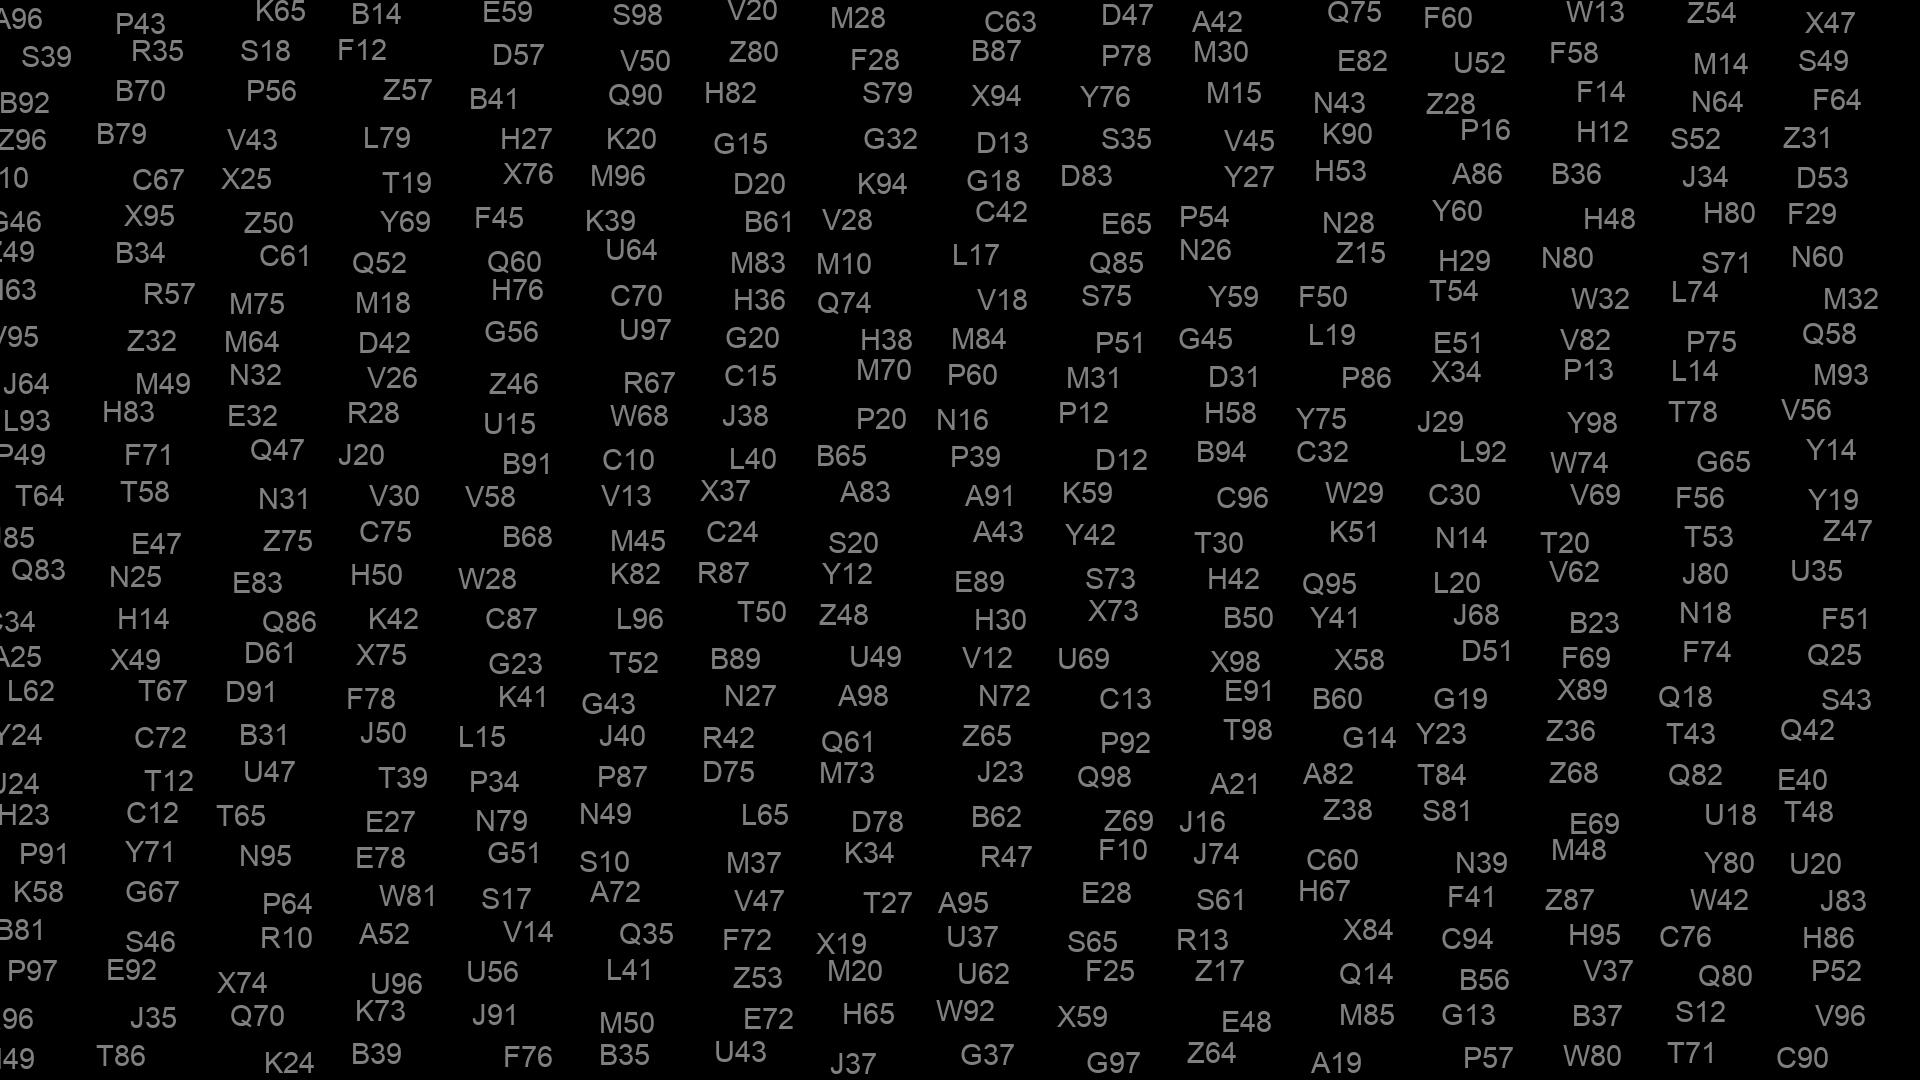 A96 P43 K65 B14 E59 S98 V20 M28 C63 D47 A42 Q75 F60 W13 Z54 X47
S39 R35 S18 F12 D57 V50 Z80 F28 B87 P78 M30 E82 U52 F58 M14 S49
B92 B70 P56 Z57 B41 Q90 H82 S79 X94 Y76 M15 N43 Z28 F14 N64 F64
Z96 B79 V43 L79 H27 K20 G15 G32 D13 S35 V45 K90 P16 H12 S52 Z31
10 C67 X25 T19 X76 M96 D20 K94 G18 D83 Y27 H53 A86 B36 J34 D53
G46 X95 Z50 Y69 F45 K39 B61 V28 C42 E65 P54 N28 Y60 H48 H80 F29
49 B34 C61 Q52 Q60 U64 M83 M10 L17 Q85 N26 Z15 H29 N80 S71 N60
63 R57 M75 M18 H76 C70 H36 Q74 V18 S75 Y59 F50 T54 W32 L74 M32
95 Z32 M64 D42 G56 U97 G20 H38 M84 P51 G45 L19 E51 V82 P75 Q58
J64 M49 N32 V26 Z46 R67 C15 M70 P60 M31 D31 P86 X34 P13 L14 M93
L93 H83 E32 R28 U15 W68 J38 P20 N16 P12 H58 Y75 J29 Y98 T78 V56
P49 F71 Q47 J20 B91 C10 L40 B65 P39 D12 B94 C32 L92 W74 G65 Y14
T64 T58 N31 V30 V58 V13 X37 A83 A91 K59 C96 W29 C30 V69 F56 Y19
85 E47 Z75 C75 B68 M45 C24 S20 A43 Y42 T30 K51 N14 T20 T53 Z47
Q83 N25 E83 H50 W28 K82 R87 Y12 E89 S73 H42 Q95 L20 V62 J80 U35
34 H14 Q86 K42 C87 L96 T50 Z48 H30 X73 B50 Y41 J68 B23 N18 F51
A25 X49 D61 X75 G23 T52 B89 U49 V12 U69 X98 X58 D51 F69 F74 Q25
L62 T67 D91 F78 K41 G43 N27 A98 N72 C13 E91 B60 G19 X89 Q18 S43
Y24 C72 B31 J50 L15 J40 R42 Q61 Z65 P92 T98 G14 Y23 Z36 T43 Q42
24 T12 U47 T39 P34 P87 D75 M73 J23 Q98 A21 A82 T84 Z68 Q82 E40
H23 C12 T65 E27 N79 N49 L65 D78 B62 Z69 J16 Z38 S81 E69 U18 T48
P91 Y71 N95 E78 G51 S10 M37 K34 R47 F10 J74 C60 N39 M48 Y80 U20
K58 G67 P64 W81 S17 A72 V47 T27 A95 E28 S61 H67 F41 Z87 W42 J83
B81 S46 R10 A52 V14 Q35 F72 X19 U37 S65 R13 X84 C94 H95 C76 H86
P97 E92 X74 U96 U56 L41 Z53 M20 U62 F25 Z17 Q14 B56 V37 Q80 P52
96 J35 Q70 K73 J91 M50 E72 H65 W92 X59 E48 M85 G13 B37 S12 V96
49 T86 K24 B39 F76 B35 U43 J37 G37 G97 Z64 A19 P57 W80 T71 C90